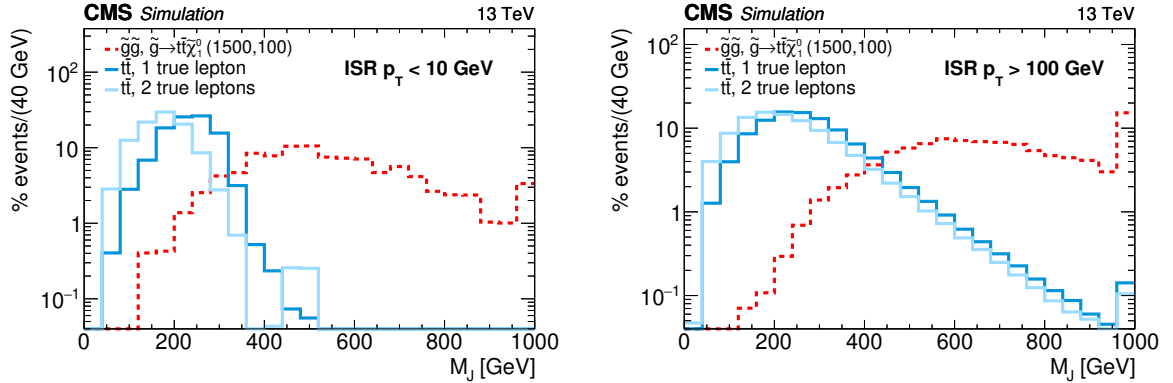 CMS Simulation 13 TeV
g̃g̃, g̃→tt̄χ̃⁰₁ (1500,100)
tt̄, 1 true lepton
tt̄, 2 true leptons
ISR p_T < 10 GeV
% events/(40 GeV)
10²
10
1
10⁻¹
0 200 400 600 800 1000
M_J [GeV]
CMS Simulation 13 TeV
g̃g̃, g̃→tt̄χ̃⁰₁ (1500,100)
tt̄, 1 true lepton
tt̄, 2 true leptons
ISR p_T > 100 GeV
% events/(40 GeV)
10²
10
1
10⁻¹
0 200 400 600 800 1000
M_J [GeV]